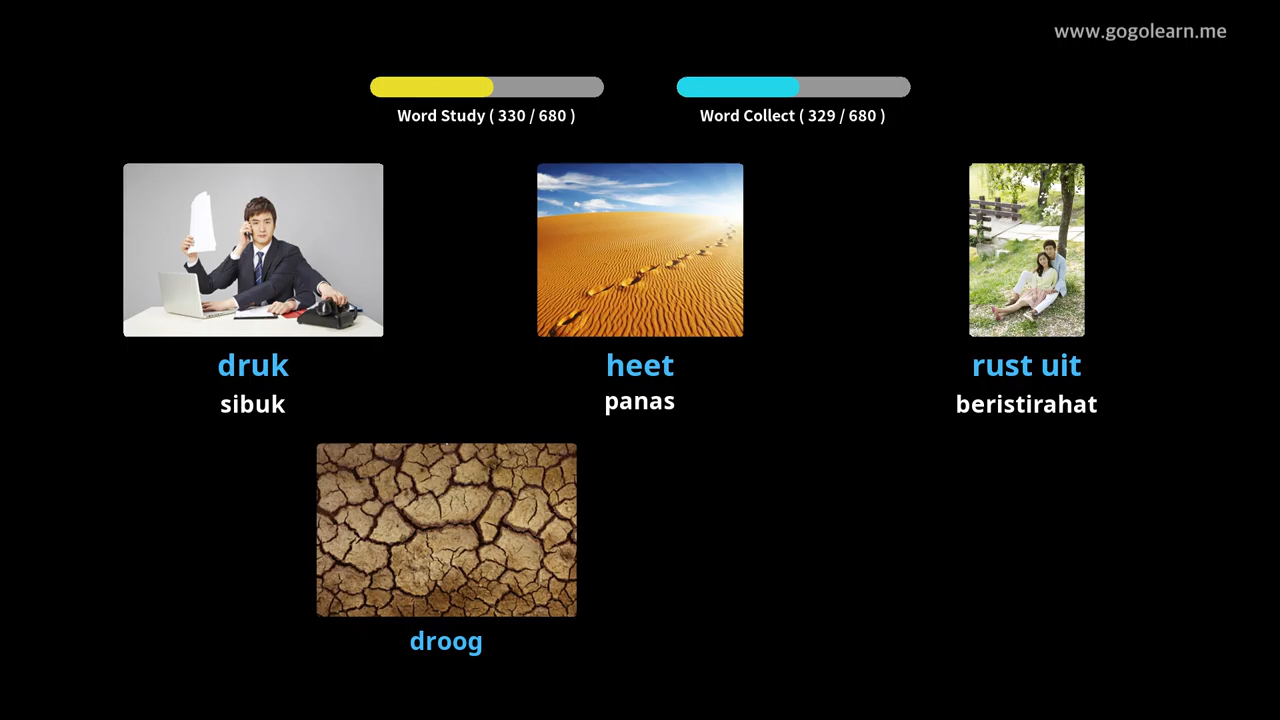 www.gogolearn.me
Word Study ( 330 / 680 )
Word Collect ( 329 / 680 )
druk
heet
rust uit
sibuk
panas
beristirahat
droog